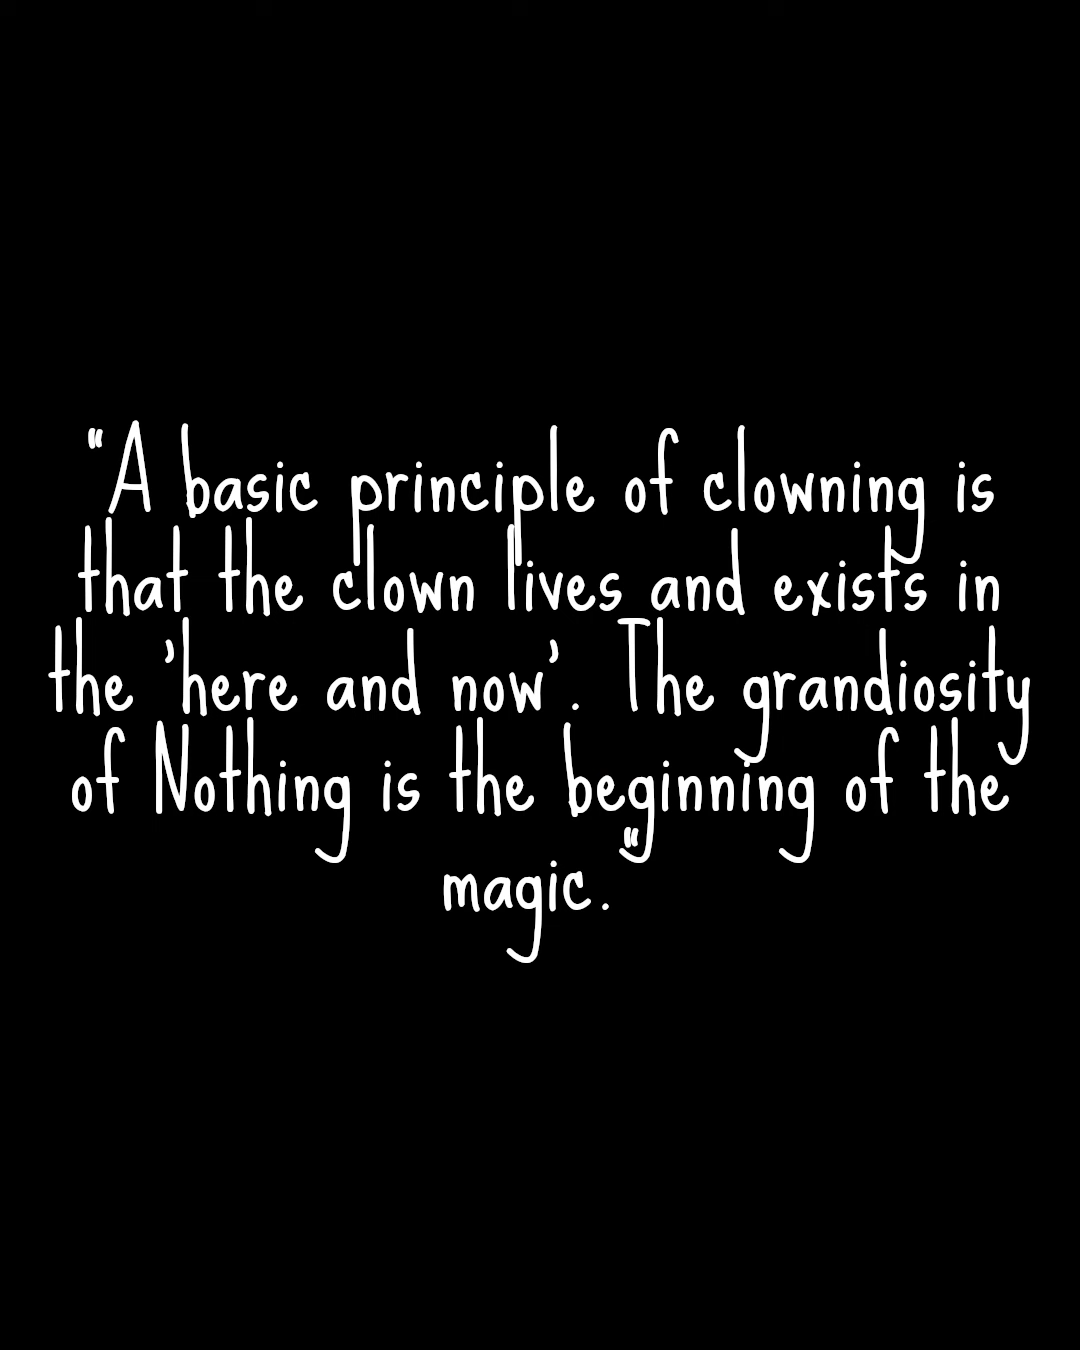 "A basic principle of clowning is
that the clown lives and exists in
the 'here and now'. The grandiosity
of Nothing is the beginning of the
magic."